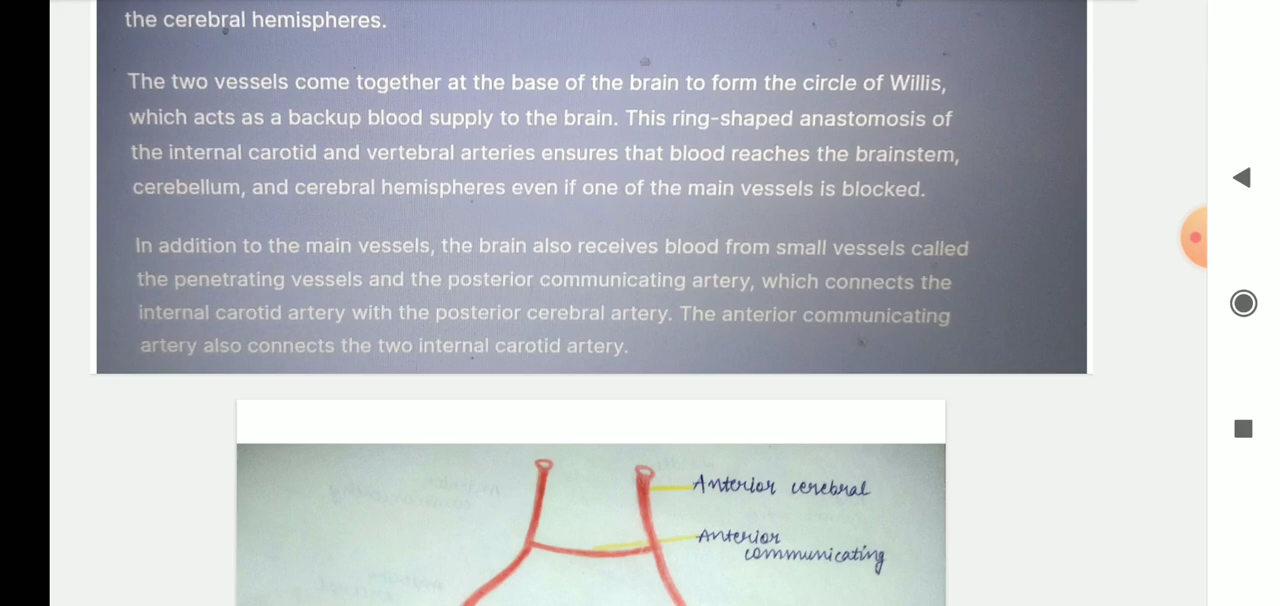 the cerebral hemispheres.
The two vessels come together at the base of the brain to form the circle of Willis,
which acts as a backup blood supply to the brain. This ring-shaped anastomosis of
the internal carotid and vertebral arteries ensures that blood reaches the brainstem,
cerebellum, and cerebral hemispheres even if one of the main vessels is blocked.
In addition to the main vessels, the brain also receives blood from small vessels called
the penetrating vessels and the posterior communicating artery, which connects the
internal carotid artery with the posterior cerebral artery. The anterior communicating
artery also connects the two internal carotid artery.
Anterior cerebral
Anterior
communicating